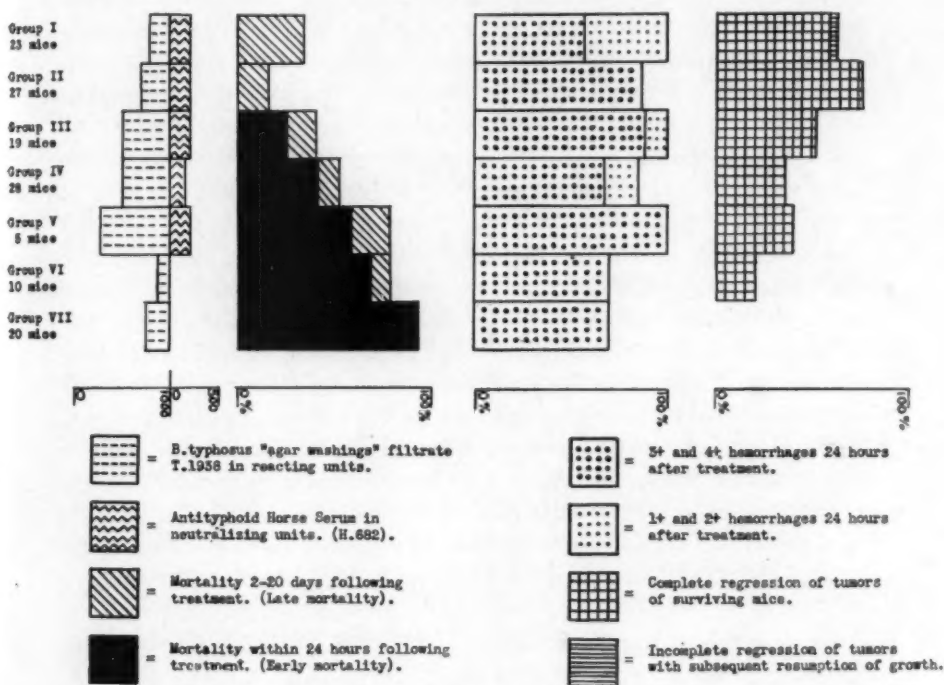 Group I
23 mice
Group II
27 mice
Group III
19 mice
Group IV
28 mice
Group V
5 mice
Group VI
10 mice
Group VII
20 mice
0
1000
0
500
0 %
100 %
0 %
100 %
0 %
100 %
= B.typhosus "agar washings" filtrate
T.1938 in reacting units.
= Antityphoid Horse Serum in
neutralizing units. (H.682).
= Mortality 2-20 days following
treatment. (Late mortality).
= Mortality within 24 hours following
treatment. (Early mortality).
= 3+ and 4+ hemorrhages 24 hours
after treatment.
= 1+ and 2+ hemorrhages 24 hours
after treatment.
= Complete regression of tumors
of surviving mice.
= Incomplete regression of tumors
with subsequent resumption of growth.